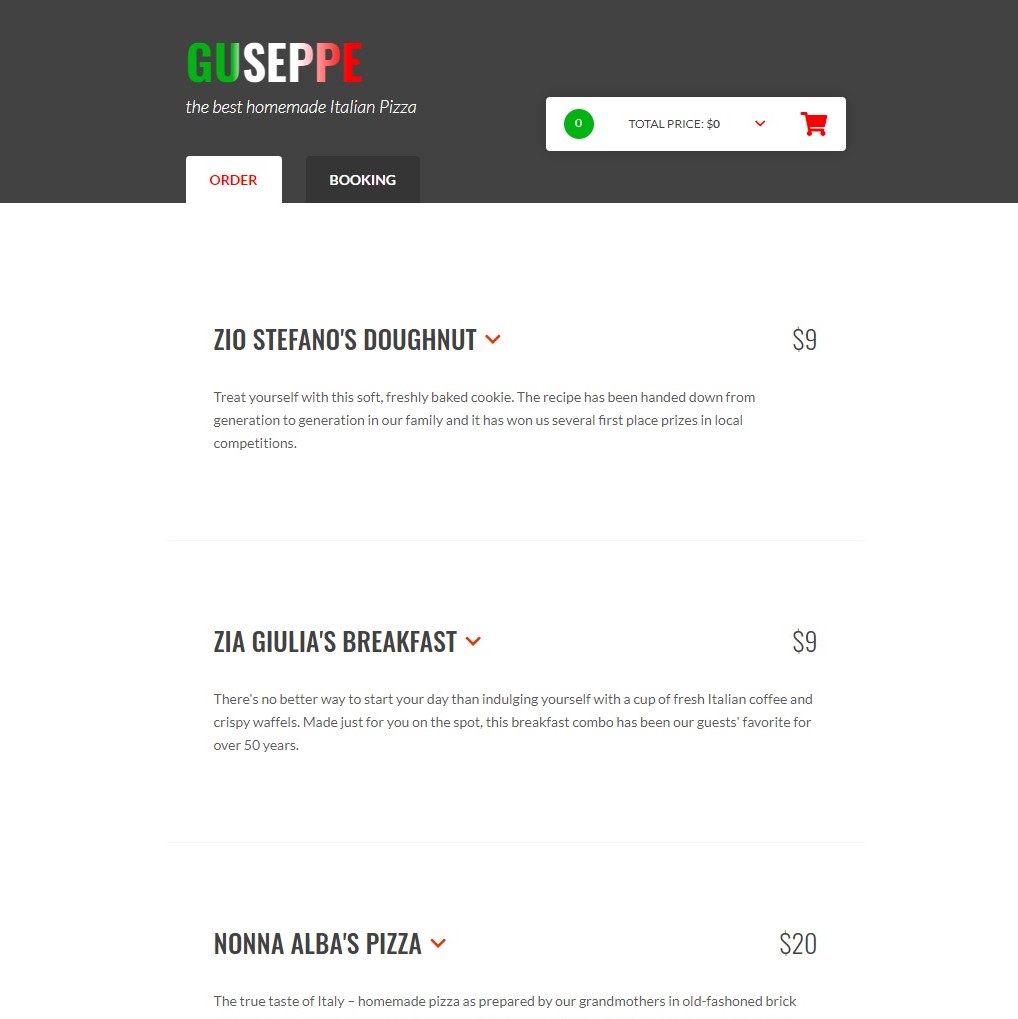 GUSEPPE
the best homemade Italian Pizza
0 TOTAL PRICE: $0
ORDER BOOKING
ZIO STEFANO'S DOUGHNUT $9
Treat yourself with this soft, freshly baked cookie. The recipe has been handed down from
generation to generation in our family and it has won us several first place prizes in local
competitions.
ZIA GIULIA'S BREAKFAST $9
There's no better way to start your day than indulging yourself with a cup of fresh Italian coffee and
crispy waffels. Made just for you on the spot, this breakfast combo has been our guests' favorite for
over 50 years.
NONNA ALBA'S PIZZA $20
The true taste of Italy – homemade pizza as prepared by our grandmothers in old-fashoned brick